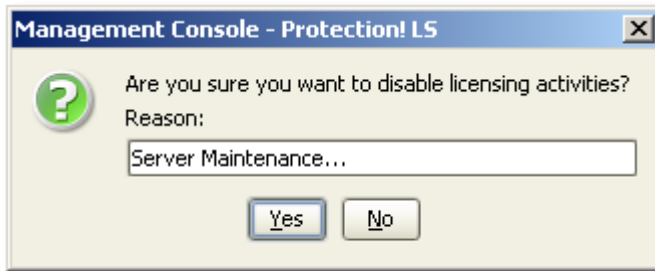 Management Console - Protection! LS
Are you sure you want to disable licensing activities?
Reason:
Server Maintenance...
Yes No